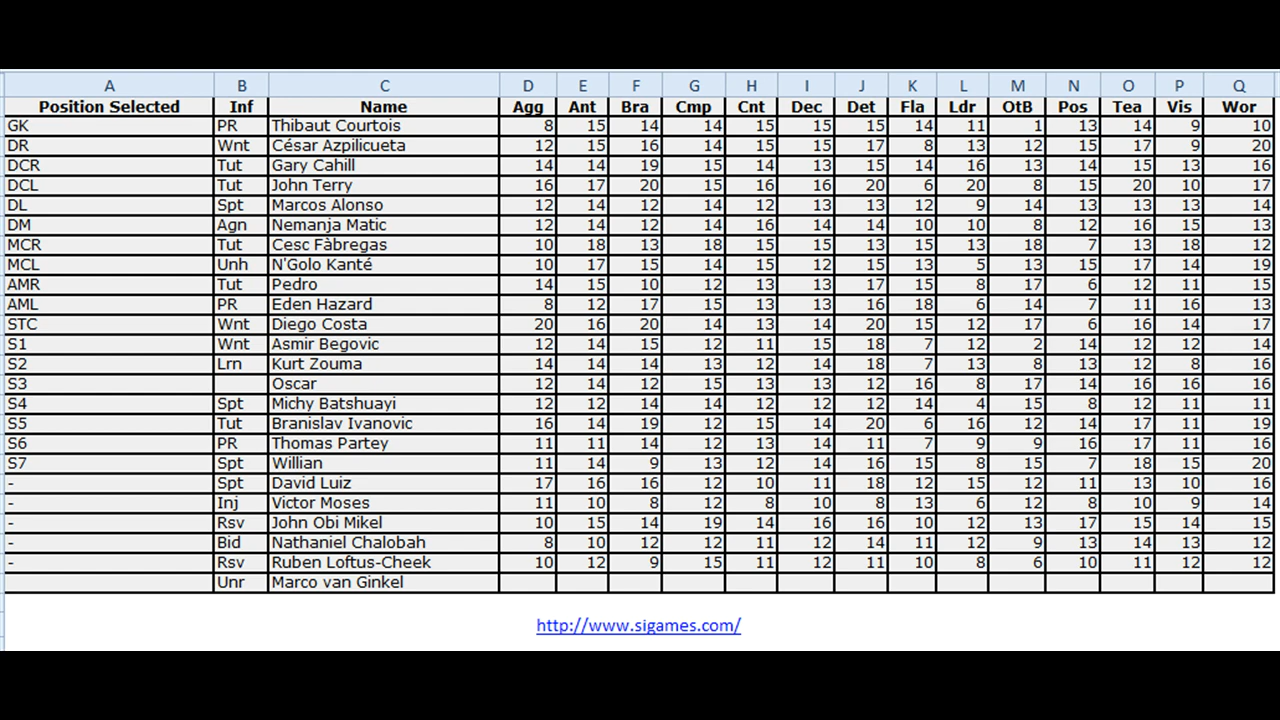 A B C D E F G H I J K L M N O P Q
Position Selected Inf Name Agg Ant Bra Cmp Cnt Dec Det Fla Ldr OtB Pos Tea Vis Wor
GK PR Thibaut Courtois 8 15 14 14 15 15 15 14 11 1 13 14 9 10
DR Wnt César Azpilicueta 12 15 16 14 15 15 17 8 13 12 15 17 9 20
DCR Tut Gary Cahill 14 14 19 15 14 13 15 14 16 13 14 15 13 16
DCL Tut John Terry 16 17 20 15 16 16 20 6 20 8 15 20 10 17
DL Spt Marcos Alonso 12 14 12 14 12 13 13 12 9 14 13 13 13 14
DM Agn Nemanja Matic 12 14 12 14 16 14 14 10 10 8 12 16 15 13
MCR Tut Cesc Fàbregas 10 18 13 18 15 15 13 15 13 18 7 13 18 12
MCL Unh N'Golo Kanté 10 17 15 14 15 12 15 13 5 13 15 17 14 19
AMR Tut Pedro 14 15 10 12 13 13 17 15 8 17 6 12 11 15
AML PR Eden Hazard 8 12 17 15 13 13 16 18 6 14 7 11 16 13
STC Wnt Diego Costa 20 16 20 14 13 14 20 15 12 17 6 16 14 17
S1 Wnt Asmir Begovic 12 14 15 12 11 15 18 7 12 2 14 12 12 14
S2 Lrn Kurt Zouma 14 14 14 13 12 14 18 7 13 8 13 12 8 16
S3 Oscar 12 14 12 15 13 13 12 16 8 17 14 16 16 16
S4 Spt Michy Batshuayi 12 12 14 14 12 12 12 14 4 15 8 12 11 11
S5 Tut Branislav Ivanovic 16 14 19 12 15 14 20 6 16 12 14 17 11 19
S6 PR Thomas Partey 11 11 14 12 13 14 11 7 9 9 16 17 11 16
S7 Spt Willian 11 14 9 13 12 14 16 15 8 15 7 18 15 20
- Spt David Luiz 17 16 16 12 10 11 18 12 15 12 11 13 10 16
- Inj Victor Moses 11 10 8 12 8 10 8 13 6 12 8 10 9 14
- Rsv John Obi Mikel 10 15 14 19 14 16 16 10 12 13 17 15 14 15
- Bid Nathaniel Chalobah 8 10 12 12 11 12 14 11 12 9 13 14 13 12
- Rsv Ruben Loftus-Cheek 10 12 9 15 11 12 11 10 8 6 10 11 12 12
Unr Marco van Ginkel
http://www.sigames.com/